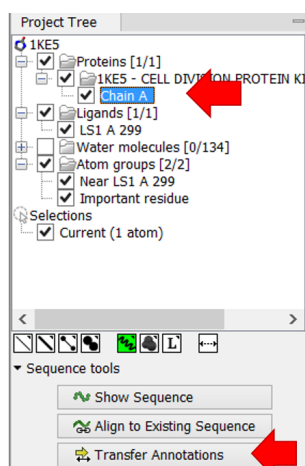 Project Tree
1KE5
Proteins [1/1]
1KE5 - CELL DIVISION PROTEIN KI
Chain A
Ligands [1/1]
LS1 A 299
Water molecules [0/134]
Atom groups [2/2]
Near LS1 A 299
Important residue
Selections
Current (1 atom)
L
Sequence tools
Show Sequence
Align to Existing Sequence
Transfer Annotations